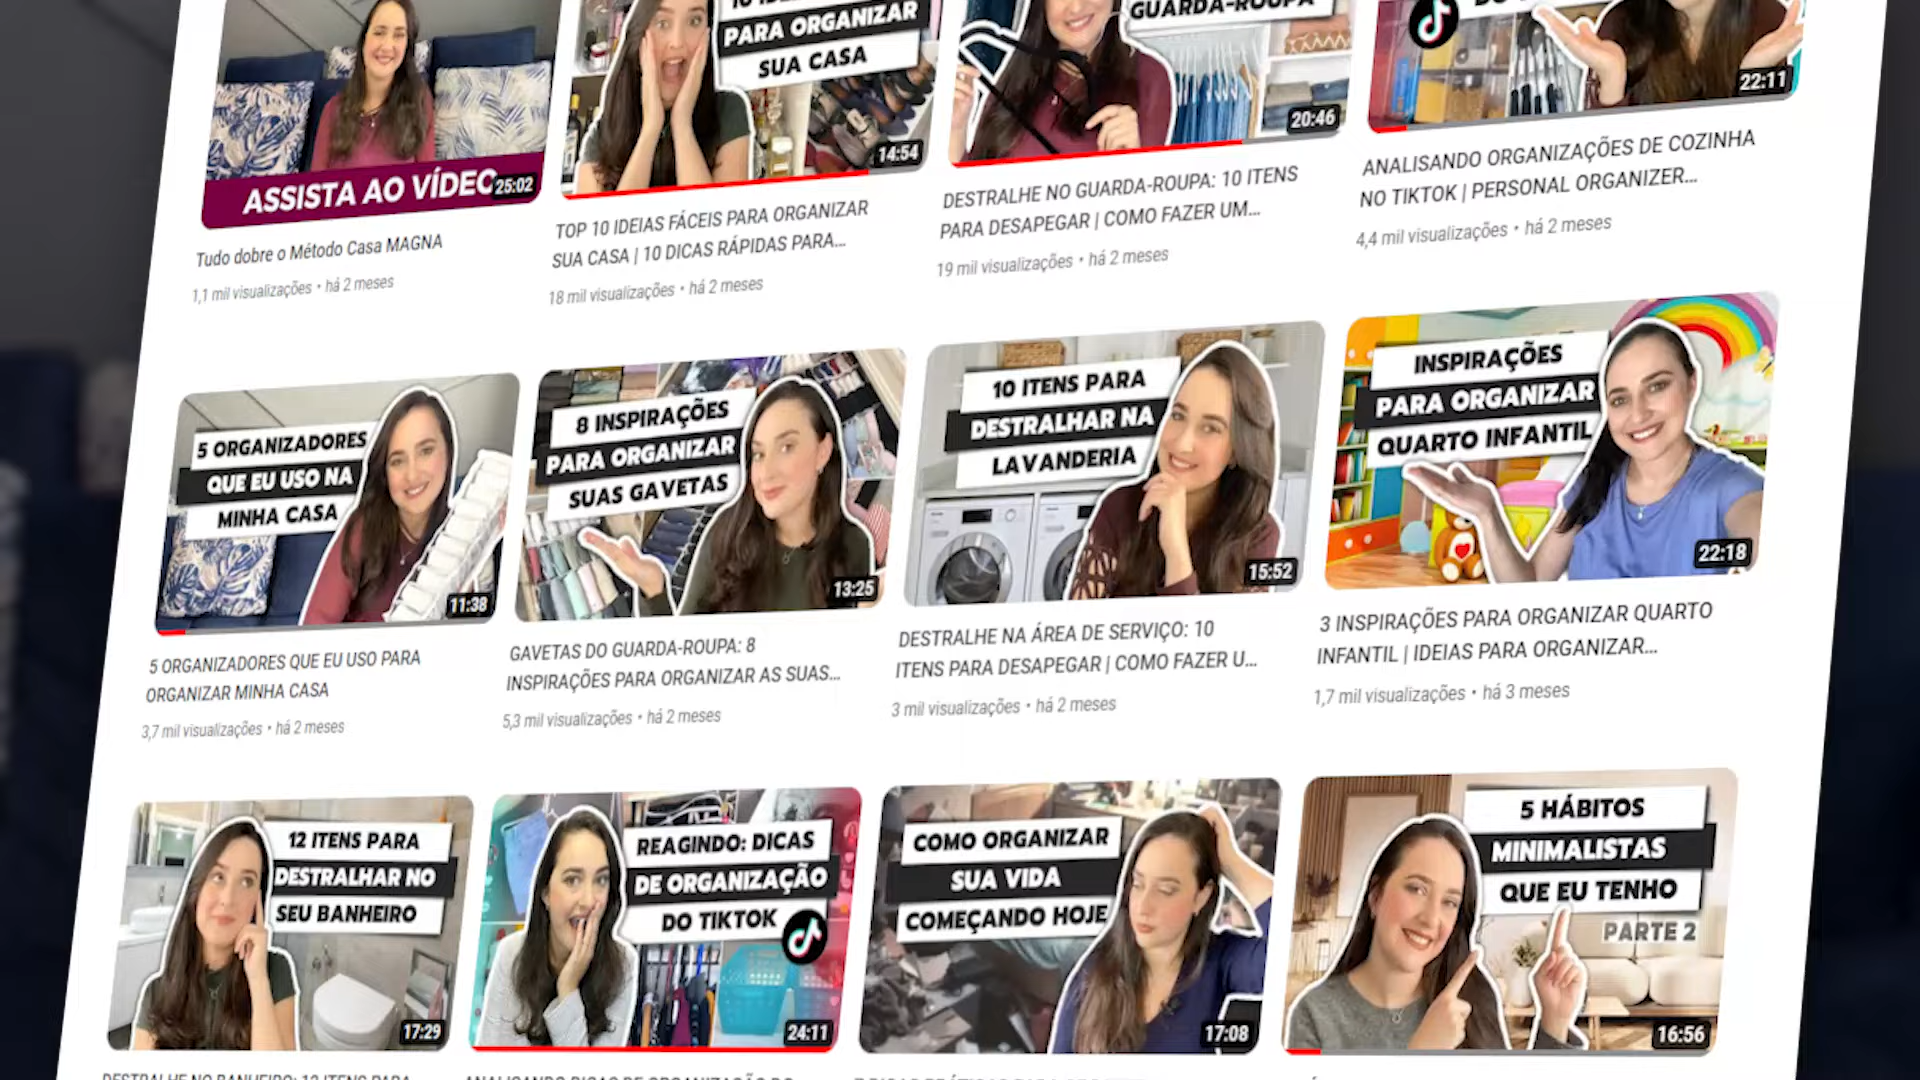 PARA ORGANIZAR
SUA CASA
GUARDA-ROUPA
ASSISTA AO VÍDEO
25:02
14:54
20:46
22:11
Tudo dobre o Método Casa MAGNA
1,1 mil visualizações • há 2 meses
TOP 10 IDEIAS FÁCEIS PARA ORGANIZAR
SUA CASA | 10 DICAS RÁPIDAS PARA...
18 mil visualizações • há 2 meses
DESTRALHE NO GUARDA-ROUPA: 10 ITENS
PARA DESAPEGAR | COMO FAZER UM...
19 mil visualizações • há 2 meses
ANALISANDO ORGANIZAÇÕES DE COZINHA
NO TIKTOK | PERSONAL ORGANIZER...
4,4 mil visualizações • há 2 meses
5 ORGANIZADORES
QUE EU USO NA
MINHA CASA
11:38
8 INSPIRAÇÕES
PARA ORGANIZAR
SUAS GAVETAS
13:25
10 ITENS PARA
DESTRALHAR NA
LAVANDERIA
15:52
INSPIRAÇÕES
PARA ORGANIZAR
QUARTO INFANTIL
22:18
5 ORGANIZADORES QUE EU USO PARA
ORGANIZAR MINHA CASA
3,7 mil visualizações • há 2 meses
GAVETAS DO GUARDA-ROUPA: 8
INSPIRAÇÕES PARA ORGANIZAR AS SUAS...
5,3 mil visualizações • há 2 meses
DESTRALHE NA ÁREA DE SERVIÇO: 10
ITENS PARA DESAPEGAR | COMO FAZER U...
3 mil visualizações • há 2 meses
3 INSPIRAÇÕES PARA ORGANIZAR QUARTO
INFANTIL | IDEIAS PARA ORGANIZAR...
1,7 mil visualizações • há 3 meses
12 ITENS PARA
DESTRALHAR NO
SEU BANHEIRO
17:29
REAGINDO: DICAS
DE ORGANIZAÇÃO
DO TIKTOK
24:11
COMO ORGANIZAR
SUA VIDA
COMEÇANDO HOJE
17:08
5 HÁBITOS
MINIMALISTAS
QUE EU TENHO
PARTE 2
16:56
DESTRALHE NO BANHEIRO: 12 ITENS PARA
ANALISANDO DICAS DE ORGANIZAÇÃO DO